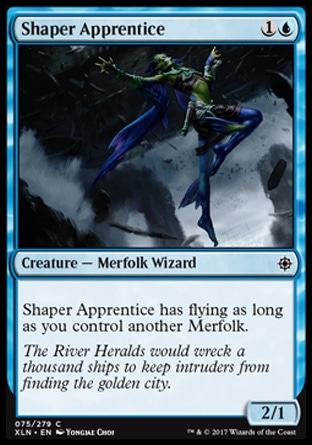 Shaper Apprentice 1
Creature — Merfolk Wizard
Shaper Apprentice has flying as long
as you control another Merfolk.
The River Heralds would wreck a
thousand ships to keep intruders from
finding the golden city.
2/1
075/279 C
XLN • EN Yongjae Choi
™ & © 2017 Wizards of the Coast